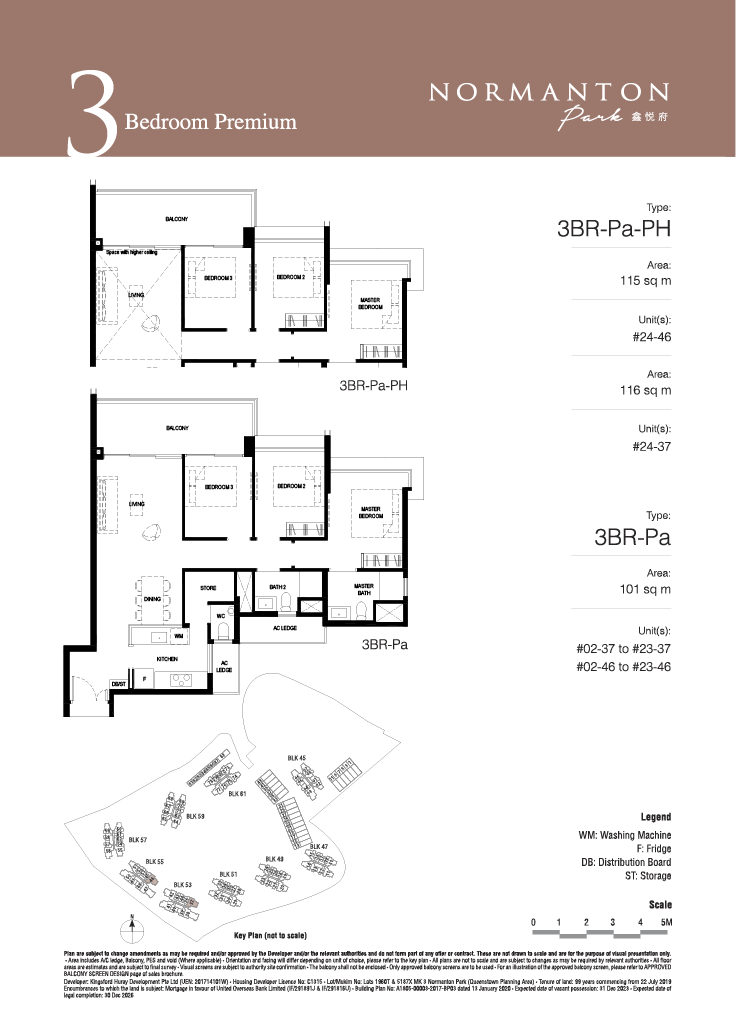 3 Bedroom Premium
NORMANTON
Park 鑫悦府
BALCONY
Space with higher ceiling
LIVING
BEDROOM 3
BEDROOM 2
MASTER
BEDROOM
3BR-Pa-PH
BALCONY
LIVING
BEDROOM 3
BEDROOM 2
MASTER
BEDROOM
DINING
STORE
BATH 2
MASTER
BATH
WC
WM
AC LEDGE
KITCHEN
AC
LEDGE
DB/ST
F
3BR-Pa
Type:
3BR-Pa-PH
Area:
115 sq m
Unit(s):
#24-46
Area:
116 sq m
Unit(s):
#24-37
Type:
3BR-Pa
Area:
101 sq m
Unit(s):
#02-37 to #23-37
#02-46 to #23-46
BLK 45
BLK 61
BLK 59
BLK 57
BLK 55
BLK 53
BLK 51
BLK 49
BLK 47
N
Key Plan (not to scale)
Legend
WM: Washing Machine
F: Fridge
DB: Distribution Board
ST: Storage
Scale
0 1 2 3 4 5M
Plan are subject to change amendments as may be required and/or approved by the Developer and/or the relevant authorities and do not form part of any offer or contract. These are not drawn to scale and are for the purpose of visual presentation only.
• Area includes A/C ledge, Balcony, PES and void (Where applicable) • Orientation and facing will differ depending on unit of choice, please refer to the key plan • All plans are not to scale and are subject to changes as may be required by relevant authorities • All floor
areas are estimates and are subject to final survey • Visual screens are subject to authority site confirmation • The balcony shall not be enclosed • Only approved balcony screens are to be used • For an illustration of the approved balcony screen, please refer to APPROVED
BALCONY SCREEN DESIGN page of sales brochure.
Developer: Kingsford Huray Development Pte Ltd (UEN: 201714101W) • Housing Developer Licence No: C1315 • Lot/Mukim No: Lots 1960T & 5187X MK 3 Normanton Park (Queenstown Planning Area) • Tenure of land: 99 years commencing from 22 July 2019
Encumbrances to which the land is subject: Mortgage in favour of United Overseas Bank Limited (IF/291891J & IF/291816U) • Building Plan No: A1805-00003-2017-BP03 dated 13 January 2020 • Expected date of vacant possession: 31 Dec 2023 • Expected date of
legal completion: 30 Dec 2026